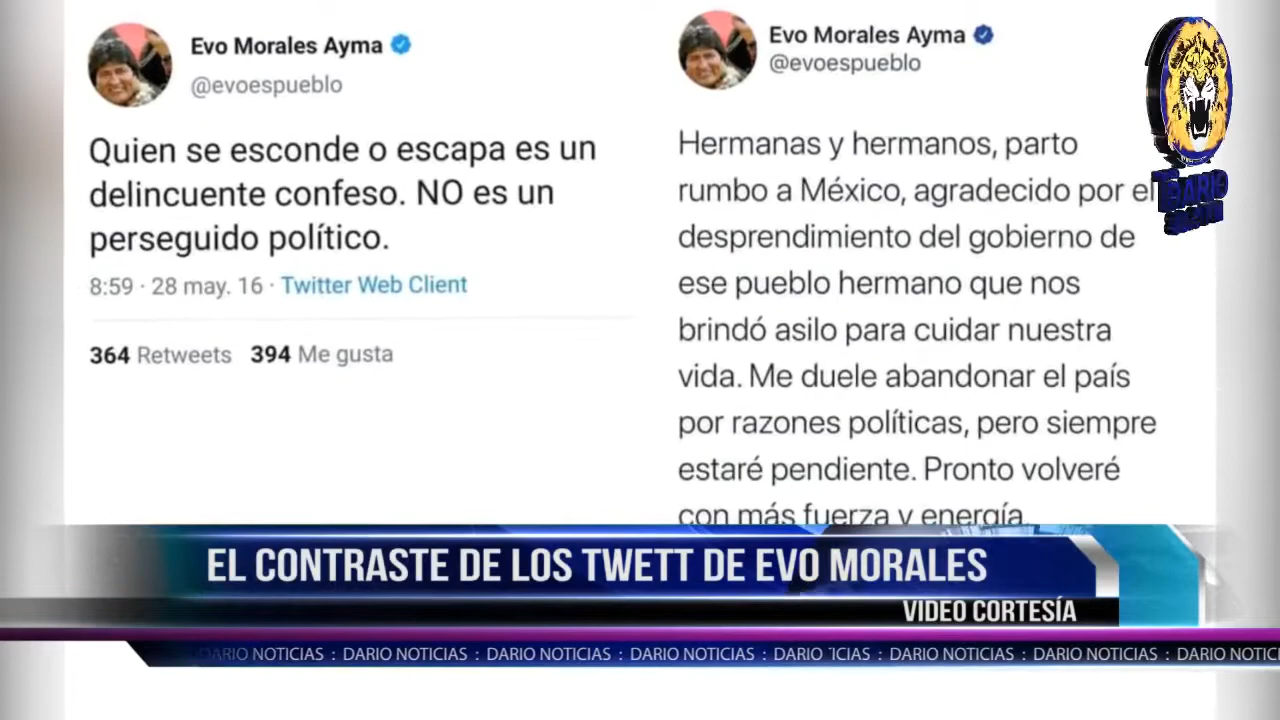 Evo Morales Ayma
@evoespueblo
Quien se esconde o escapa es un
delincuente confeso. NO es un
perseguido político.
8:59 · 28 may. 16 · Twitter Web Client
364 Retweets 394 Me gusta
Evo Morales Ayma
@evoespueblo
Hermanas y hermanos, parto
rumbo a México, agradecido por el
desprendimiento del gobierno de
ese pueblo hermano que nos
brindó asilo para cuidar nuestra
vida. Me duele abandonar el país
por razones políticas, pero siempre
estaré pendiente. Pronto volveré
con más fuerza y energía.
DARIO
EL CONTRASTE DE LOS TWETT DE EVO MORALES
VIDEO CORTESÍA
DARIO NOTICIAS : DARIO NOTICIAS : DARIO NOTICIAS : DARIO NOTICIAS : DARIO ICIAS : DARIO NOTICIAS : DARIO NOTICIAS : DARIO NOTIC